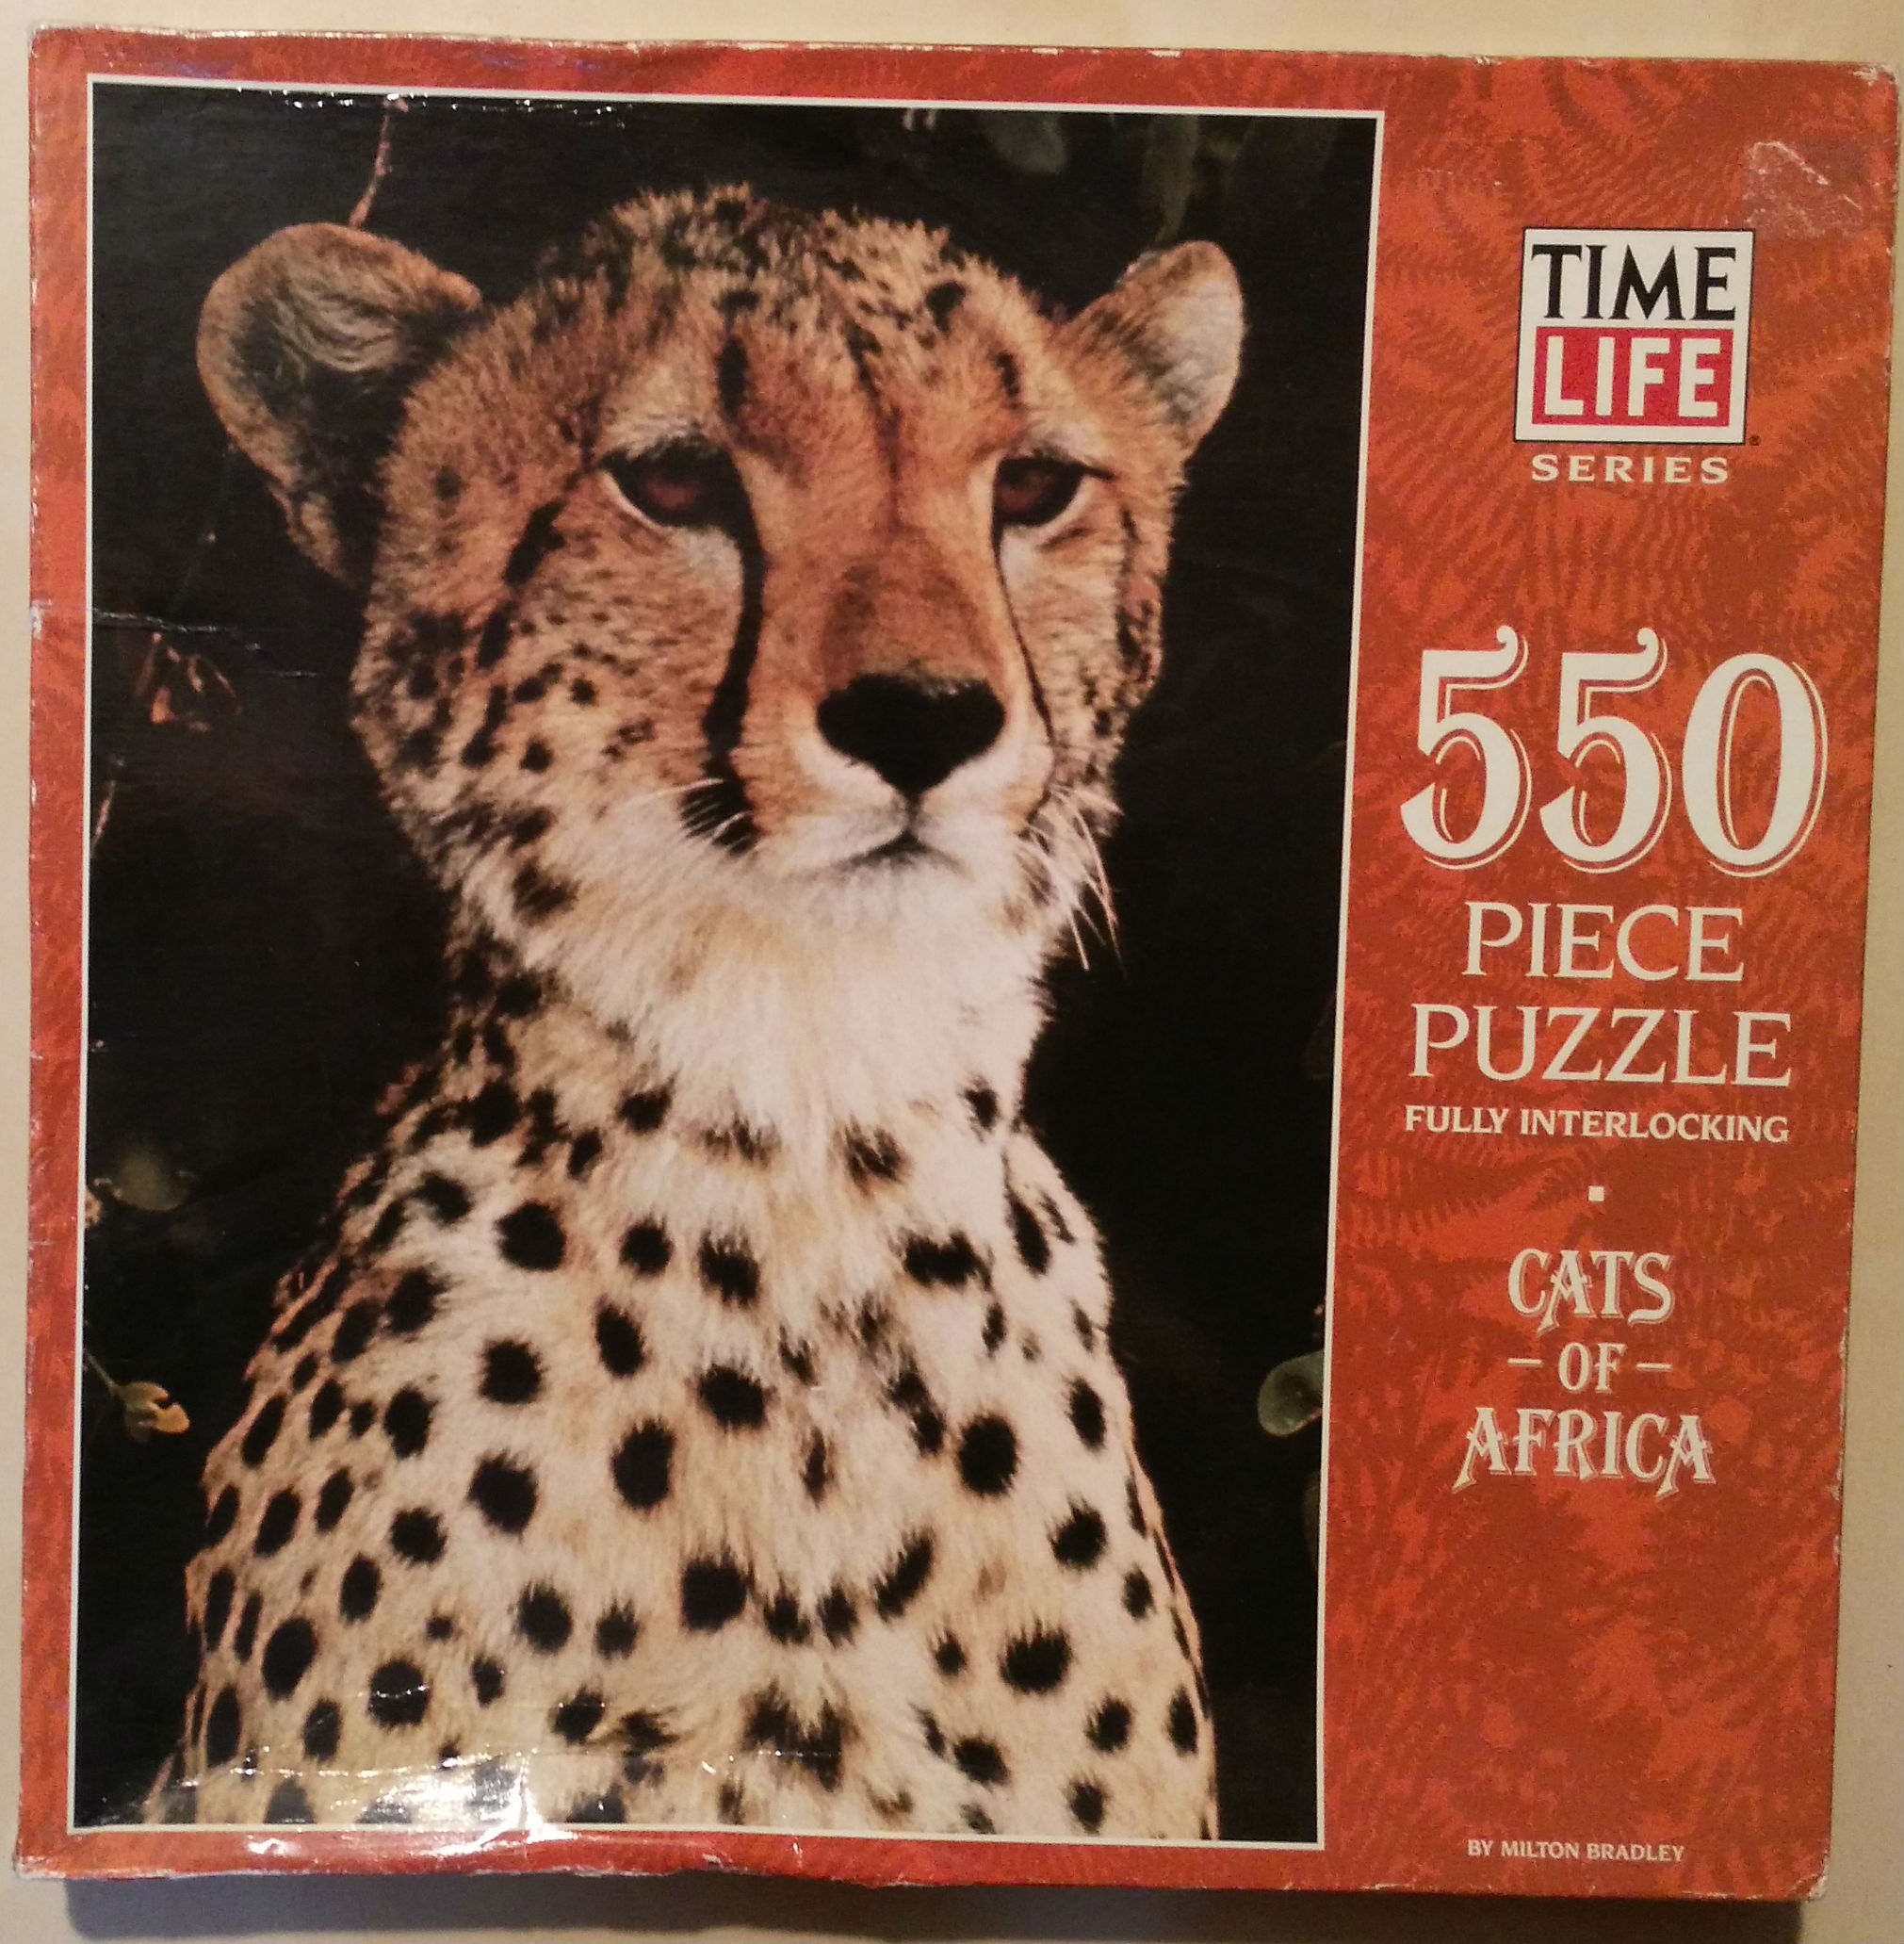 TIME
LIFE
SERIES
550
PIECE
PUZZLE
FULLY INTERLOCKING
CATS
– OF –
AFRICA
BY MILTON BRADLEY